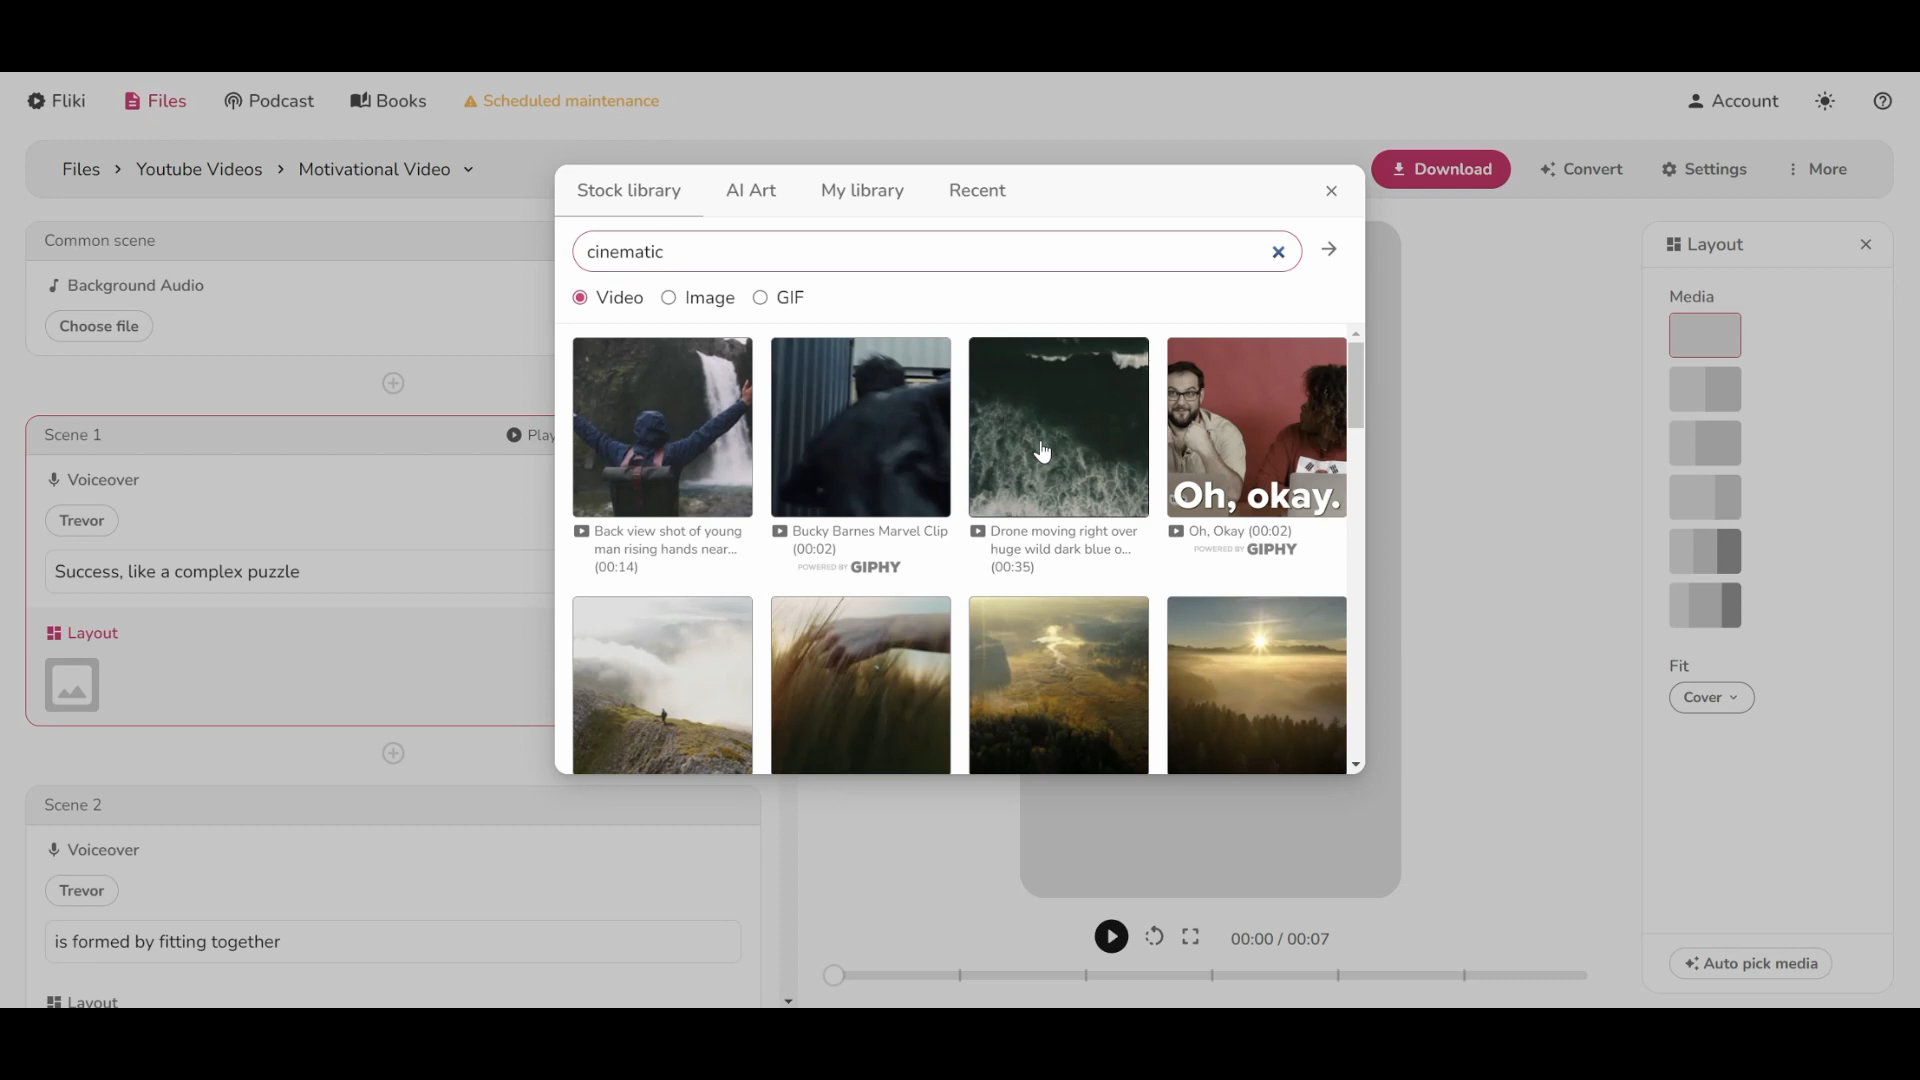 Fliki Files Podcast Books Scheduled maintenance Account
Files > Youtube Videos > Motivational Video Download Convert Settings More
Stock library AI Art My library Recent
cinematic
Video Image GIF
Oh, okay.
Back view shot of young
man rising hands near...
(00:14)
Bucky Barnes Marvel Clip
(00:02)
POWERED BY GIPHY
Drone moving right over
huge wild dark blue o...
(00:35)
Oh, Okay (00:02)
POWERED BY GIPHY
Common scene
Background Audio
Choose file
Scene 1 Play
Voiceover
Trevor
Success, like a complex puzzle
Layout
Scene 2
Voiceover
Trevor
is formed by fitting together
Layout
00:00 / 00:07
Layout
Media
Fit
Cover
Auto pick media